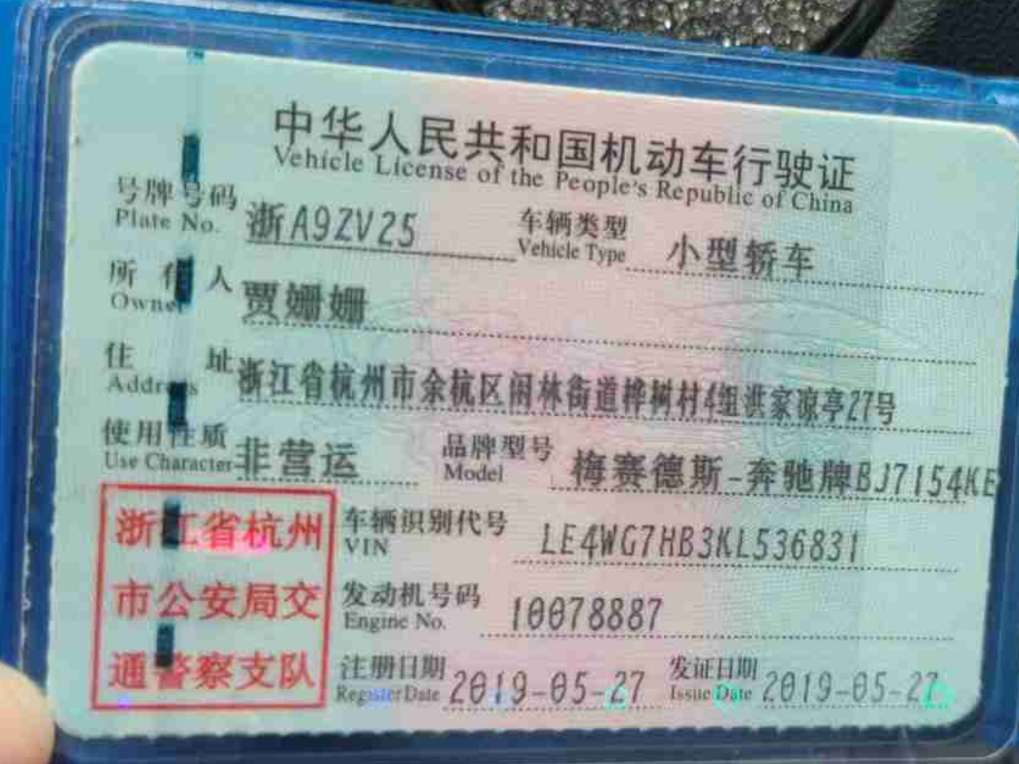 中华人民共和国机动车行驶证
Vehicle License of the People's Republic of China
号牌号码 浙A9ZV25 车辆类型 小型轿车
Plate No. Vehicle Type
所有人 贾姗姗
Owner
住址 浙江省杭州市余杭区闲林街道桦树村4组洪家凉亭27号
Address
使用性质 非营运 品牌型号 梅赛德斯-奔驰牌BJ7154KE
Use Character Model
浙江省杭州
市公安局交
通警察支队
车辆识别代号 LE4WG7HB3KL536831
VIN
发动机号码 10078887
Engine No.
注册日期 2019-05-27 发证日期 2019-05-27
Register Date Issue Date